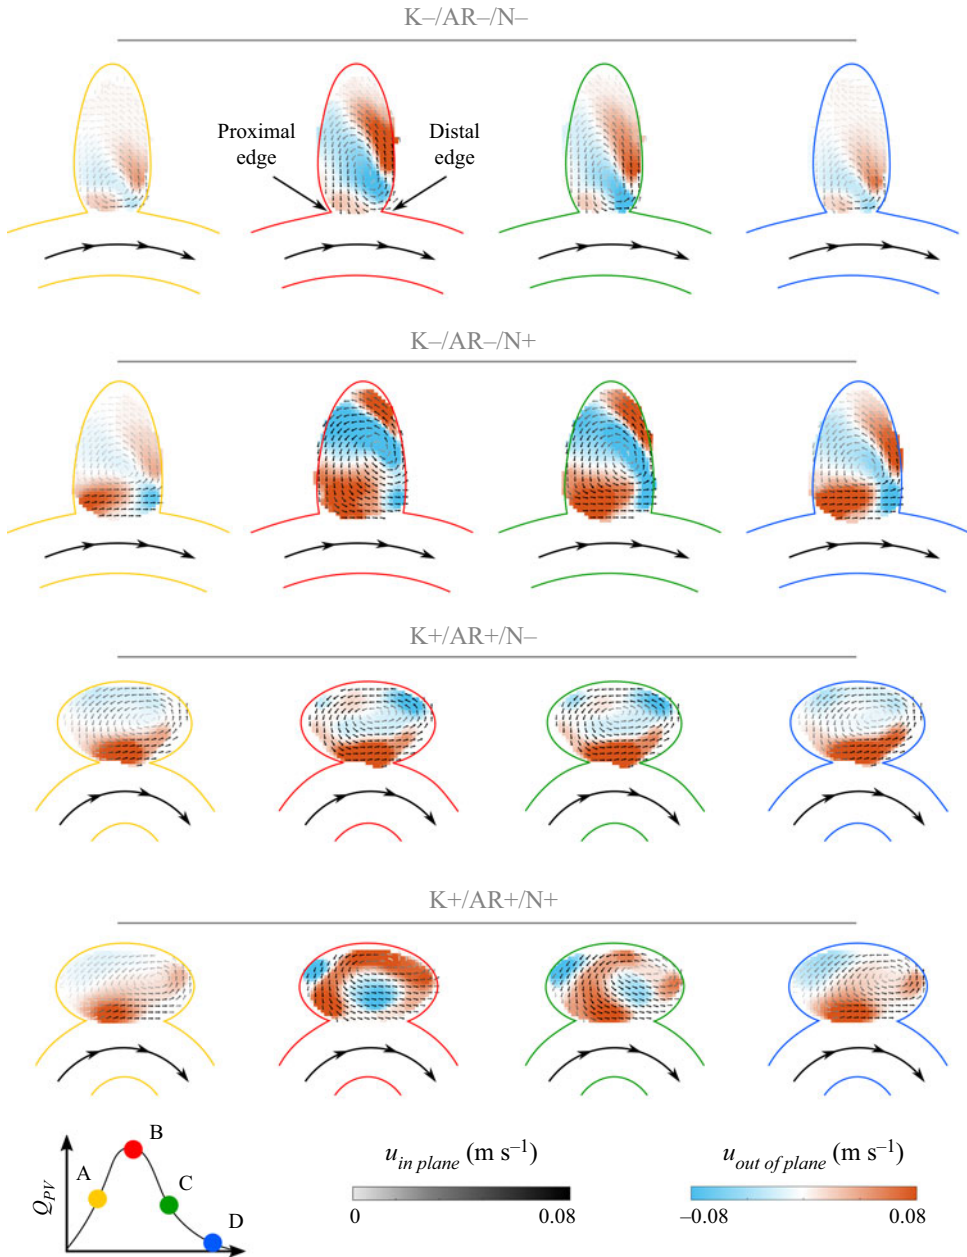 K–/AR–/N–
Proximal
edge
Distal
edge
K–/AR–/N+
K+/AR+/N–
K+/AR+/N+
B
A
C
D
Q_PV
u_in plane (m s⁻¹)
0 0.08
u_out of plane (m s⁻¹)
–0.08 0.08